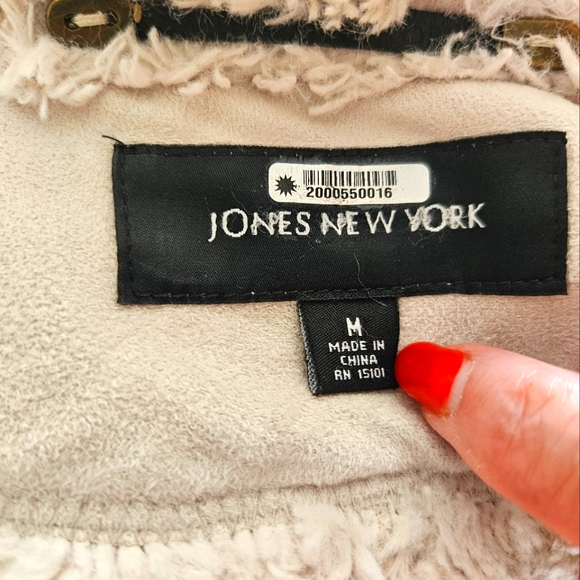 2000550016
JONES NEW YORK
M
MADE IN
CHINA
RN 15101